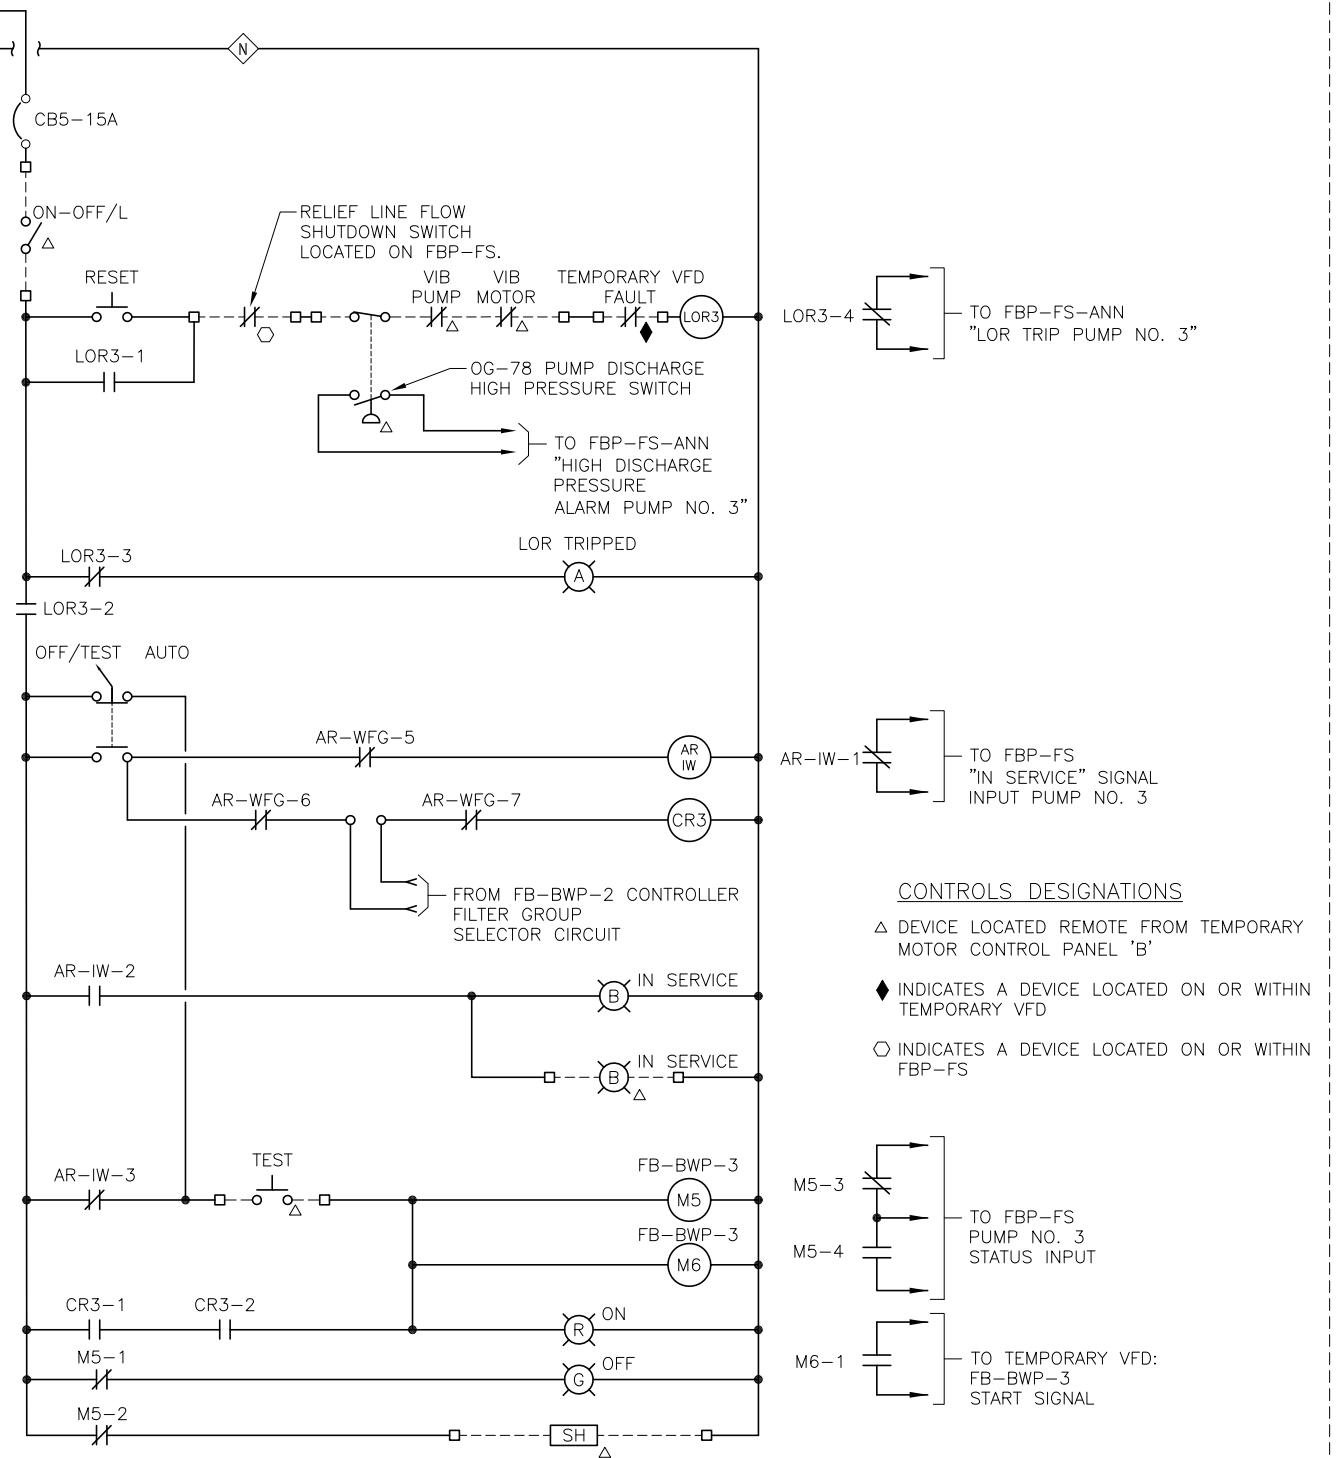 N
CB5-15A
ON-OFF/L
RESET
RELIEF LINE FLOW
SHUTDOWN SWITCH
LOCATED ON FBP-FS.
VIB
PUMP
VIB
MOTOR
TEMPORARY VFD
FAULT
LOR3
LOR3-4
TO FBP-FS-ANN
"LOR TRIP PUMP NO. 3"
LOR3-1
OG-78 PUMP DISCHARGE
HIGH PRESSURE SWITCH
TO FBP-FS-ANN
"HIGH DISCHARGE
PRESSURE
ALARM PUMP NO. 3"
LOR TRIPPED
LOR3-3
A
LOR3-2
OFF/TEST AUTO
AR-WFG-5
AR
IW
AR-IW-1
TO FBP-FS
"IN SERVICE" SIGNAL
INPUT PUMP NO. 3
AR-WFG-6
AR-WFG-7
CR3
FROM FB-BWP-2 CONTROLLER
FILTER GROUP
SELECTOR CIRCUIT
CONTROLS DESIGNATIONS
DEVICE LOCATED REMOTE FROM TEMPORARY
MOTOR CONTROL PANEL 'B'
INDICATES A DEVICE LOCATED ON OR WITHIN
TEMPORARY VFD
INDICATES A DEVICE LOCATED ON OR WITHIN
FBP-FS
AR-IW-2
B
IN SERVICE
B
IN SERVICE
AR-IW-3
TEST
FB-BWP-3
M5
FB-BWP-3
M6
M5-3
M5-4
TO FBP-FS
PUMP NO. 3
STATUS INPUT
CR3-1
CR3-2
R
ON
M5-1
G
OFF
M6-1
TO TEMPORARY VFD:
FB-BWP-3
START SIGNAL
M5-2
SH